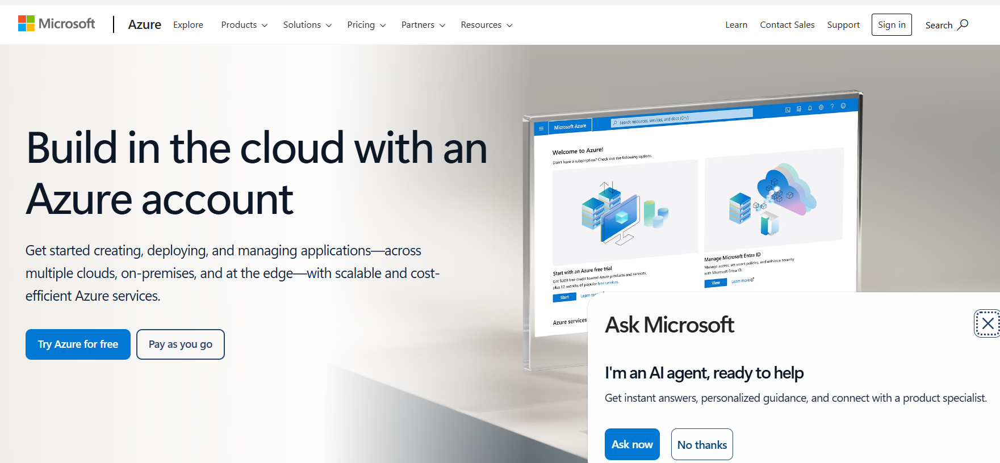 Microsoft
Azure
Explore
Products
Solutions
Pricing
Partners
Resources
Learn
Contact Sales
Support
Sign in
Search
Build in the cloud with an
Azure account
Get started creating, deploying, and managing applications—across
multiple clouds, on-premises, and at the edge—with scalable and cost-
efficient Azure services.
Try Azure for free
Pay as you go
Microsoft Azure
Search resources, services, and docs (G+/)
Welcome to Azure!
Don't have a subscription? Check out the following options.
Start with an Azure free trial
Get $200 free credit toward Azure products and services,
plus 12 months of popular free services.
Start
Learn mo
Manage Microsoft Entra ID
Manage access, set smart policies, and enhance security
with Microsoft Entra ID.
View
Learn more
Azure services
Ask Microsoft
I'm an AI agent, ready to help
Get instant answers, personalized guidance, and connect with a product specialist.
Ask now
No thanks